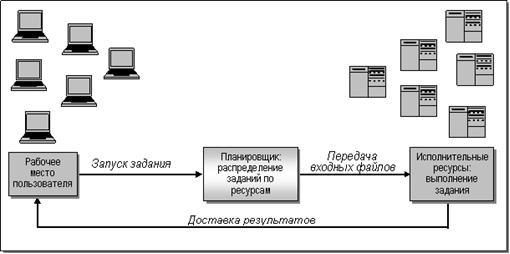 Рабочее
место
пользователя
Запуск задания
Планировщик:
распределение
заданий по
ресурсам
Передача
входных файлов
Исполнительные
ресурсы:
выполнение
задания
Доставка результатов